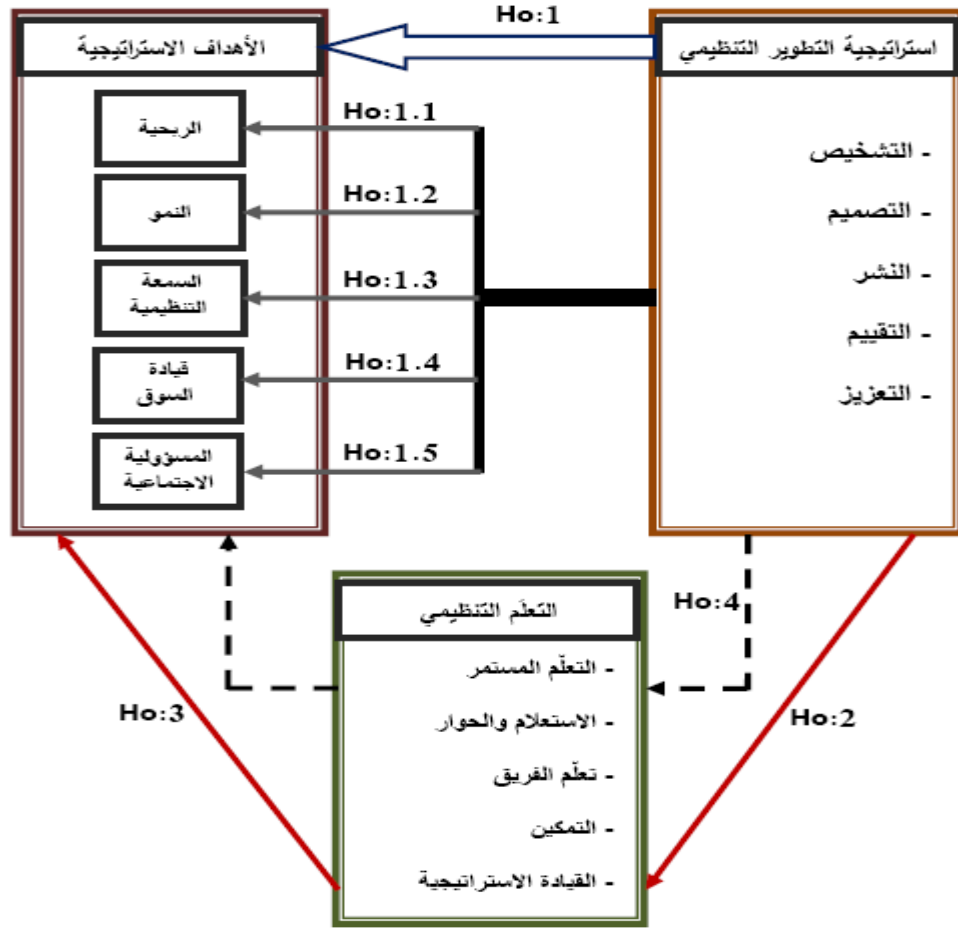 Ho:1
استراتيجية التطوير التنظيمي
- التشخيص
- التصميم
- النشر
- التقييم
- التعزيز
الأهداف الاستراتيجية
الربحية
النمو
السمعة
التنظيمية
قيادة
السوق
المسؤولية
الاجتماعية
Ho:1.1
Ho:1.2
Ho:1.3
Ho:1.4
Ho:1.5
Ho:4
Ho:2
Ho:3
التعلّم التنظيمي
- التعلّم المستمر
- الاستعلام والحوار
- تعلّم الفريق
- التمكين
- القيادة الاستراتيجية